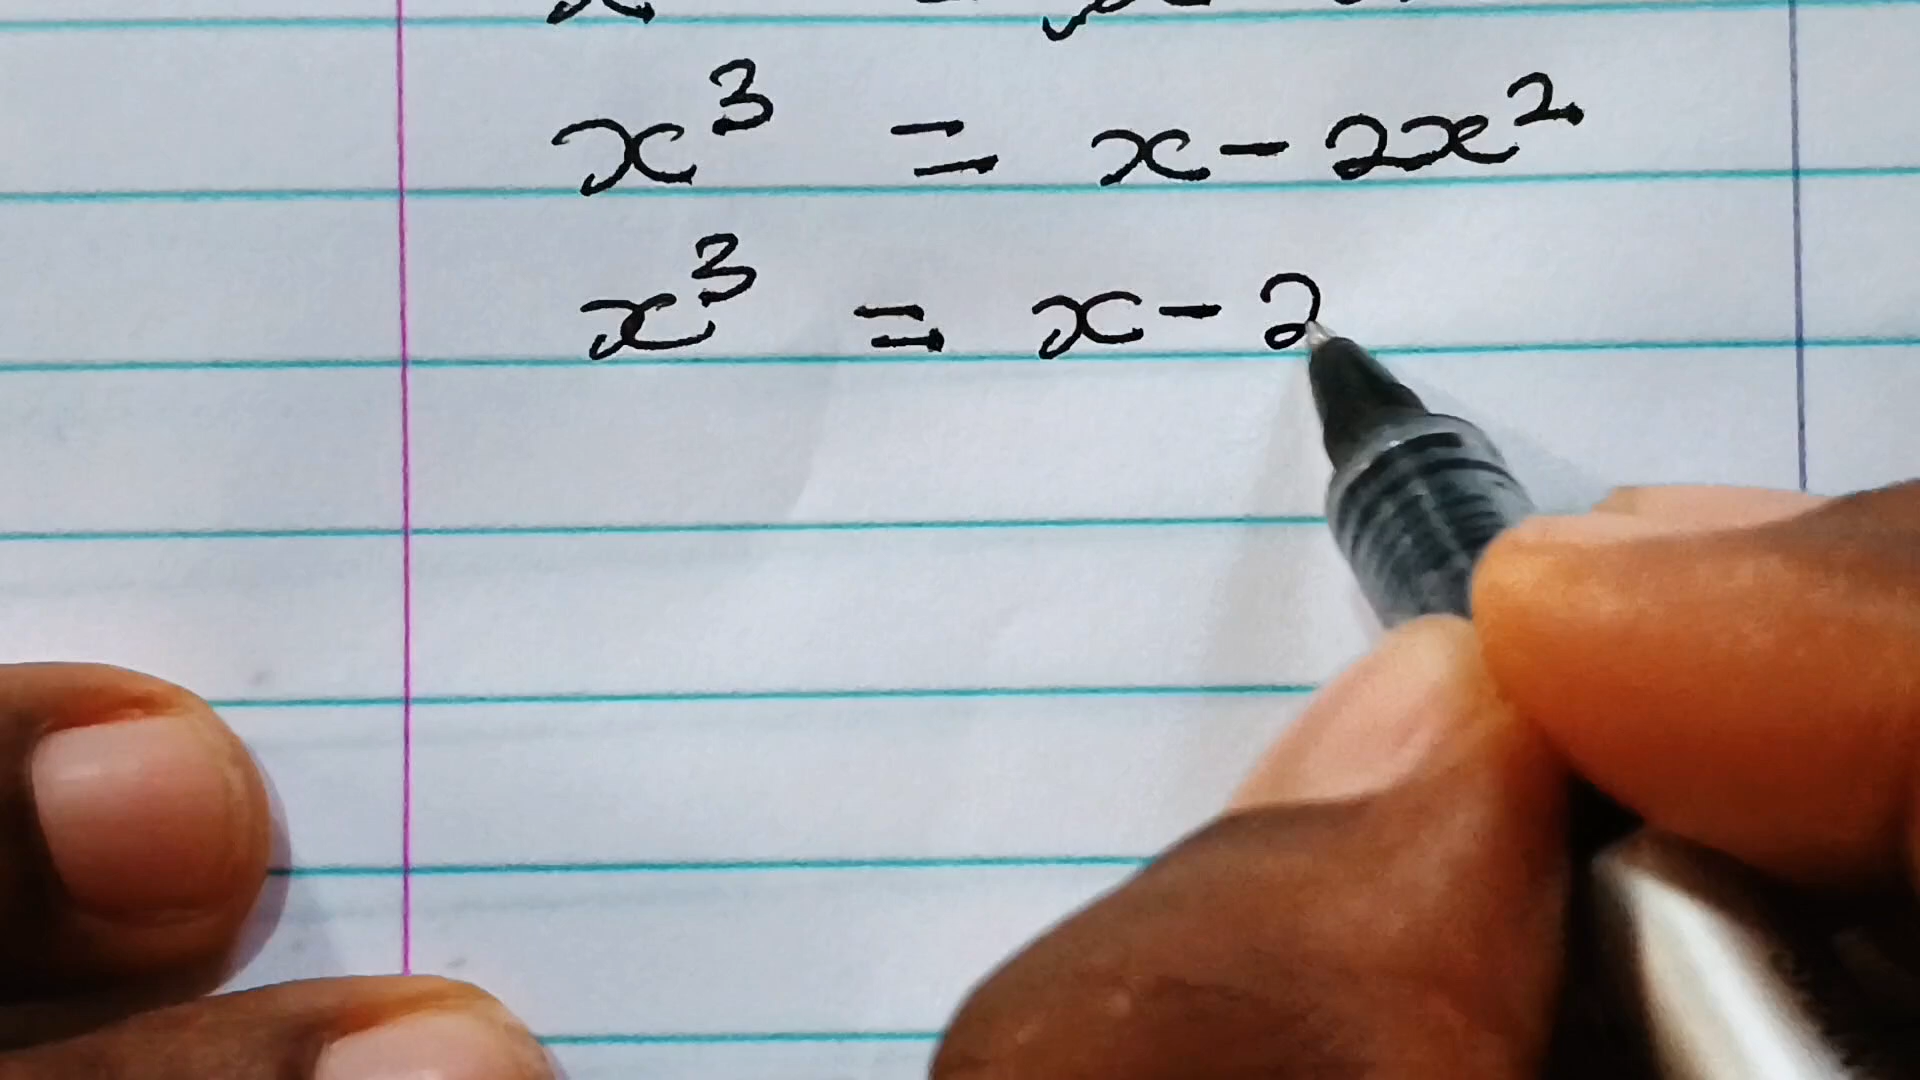 x³ = x - 2x²
x³ = x - 2